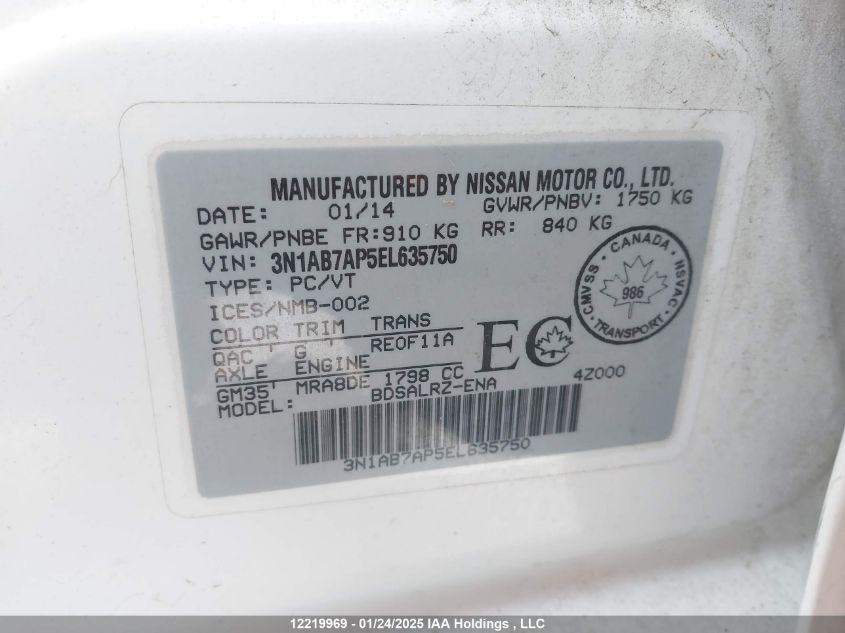 MANUFACTURED BY NISSAN MOTOR CO., LTD.
DATE: 01/14 GVWR/PNBV: 1750 KG
GAWR/PNBE FR:910 KG RR: 840 KG
VIN: 3N1AB7AP5EL635750
TYPE: PC/VT
ICES/NMB-002
COLOR TRIM TRANS
QAC ' G ' RE0F11A
AXLE ENGINE
GM35' MRA8DE 1798 CC
MODEL: BDSALRZ-ENA
EC
4Z000
CANADA
CMVSS
986
NSVAC
TRANSPORT
3N1AB7AP5EL635750
12219969 - 01/24/2025 IAA Holdings , LLC